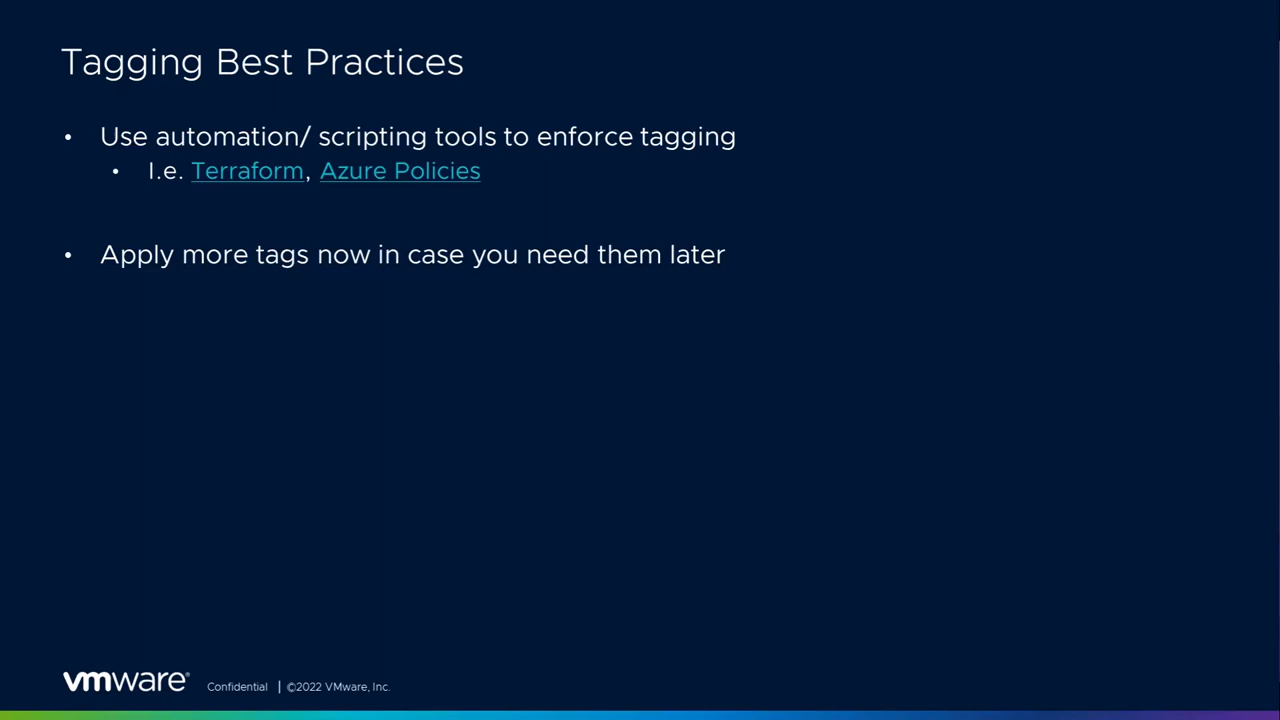 Tagging Best Practices
• Use automation/ scripting tools to enforce tagging
• I.e. Terraform, Azure Policies
• Apply more tags now in case you need them later
vmware® Confidential | ©2022 VMware, Inc.